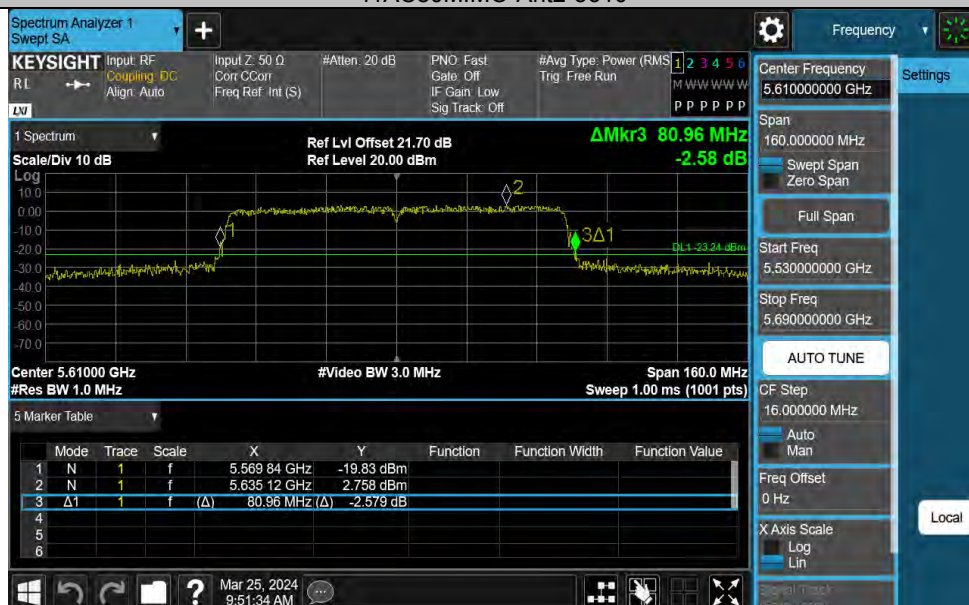 Spectrum Analyzer 1
Swept SA
+
Frequency
KEYSIGHT
RL
LXI
Input: RF
Coupling: DC
Align: Auto
Input Z: 50 Ω
Corr CCorr
Freq Ref: Int (S)
#Atten: 20 dB
PNO: Fast
Gate: Off
IF Gain: Low
Sig Track: Off
#Avg Type: Power (RMS
Trig: Free Run
1 2 3 4 5 6
M W W W W W
P P P P P P
1 Spectrum
Scale/Div 10 dB
Ref Lvl Offset 21.70 dB
Ref Level 20.00 dBm
ΔMkr3 80.96 MHz
-2.58 dB
Log
10.0
0.00
-10.0
-20.0
-30.0
-40.0
-50.0
-60.0
-70.0
1
2
3Δ1
DL1 -23.24 dBm
Center 5.61000 GHz
#Video BW 3.0 MHz
Span 160.0 MHz
#Res BW 1.0 MHz
Sweep 1.00 ms (1001 pts)
5 Marker Table
Mode Trace Scale X Y Function Function Width Function Value
1 N 1 f 5.569 84 GHz -19.83 dBm
2 N 1 f 5.635 12 GHz 2.758 dBm
3 Δ1 1 f (Δ) 80.96 MHz (Δ) -2.579 dB
4
5
6
?
Mar 25, 2024
9:51:34 AM
Center Frequency
5.610000000 GHz
Settings
Span
160.000000 MHz
Swept Span
Zero Span
Full Span
Start Freq
5.530000000 GHz
Stop Freq
5.690000000 GHz
AUTO TUNE
CF Step
16.000000 MHz
Auto
Man
Freq Offset
0 Hz
X Axis Scale
Log
Lin
Signal Track
Local